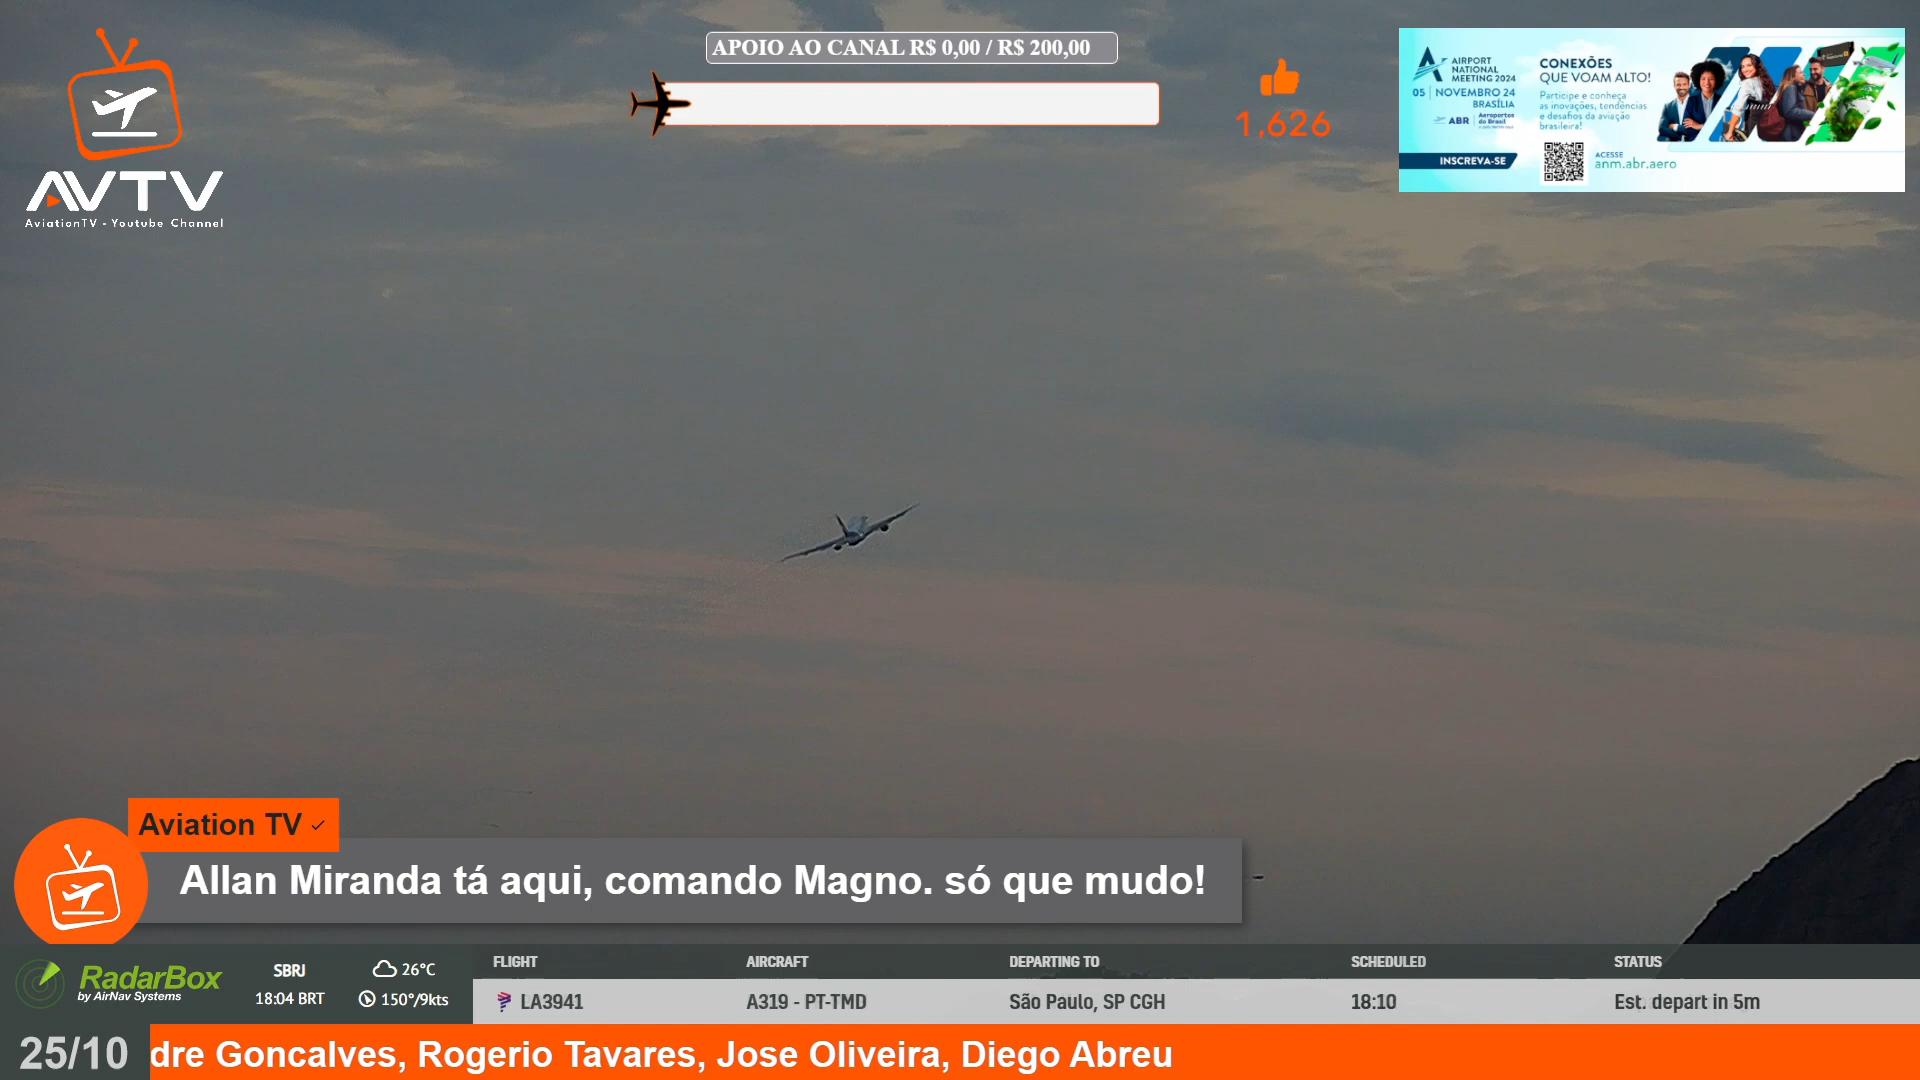 AVTV
AviationTV - Youtube Channel
APOIO AO CANAL R$ 0,00 / R$ 200,00
1,626
AIRPORT
NATIONAL
MEETING 2024
05 | NOVEMBRO 24
BRASÍLIA
ABR | Aeroportos
do Brasil
INSCREVA-SE
CONEXÕES
QUE VOAM ALTO!
Participe e conheça
as inovações, tendências
e desafios da aviação
brasileira!
ACESSE
anm.abr.aero
Aviation TV
Allan Miranda tá aqui, comando Magno. só que mudo!
RadarBox
by AirNav Systems
SBRJ
18:04 BRT
26°C
150°/9kts
FLIGHT AIRCRAFT DEPARTING TO SCHEDULED STATUS
LA3941 A319 - PT-TMD São Paulo, SP CGH 18:10 Est. depart in 5m
25/10
dre Goncalves, Rogerio Tavares, Jose Oliveira, Diego Abreu